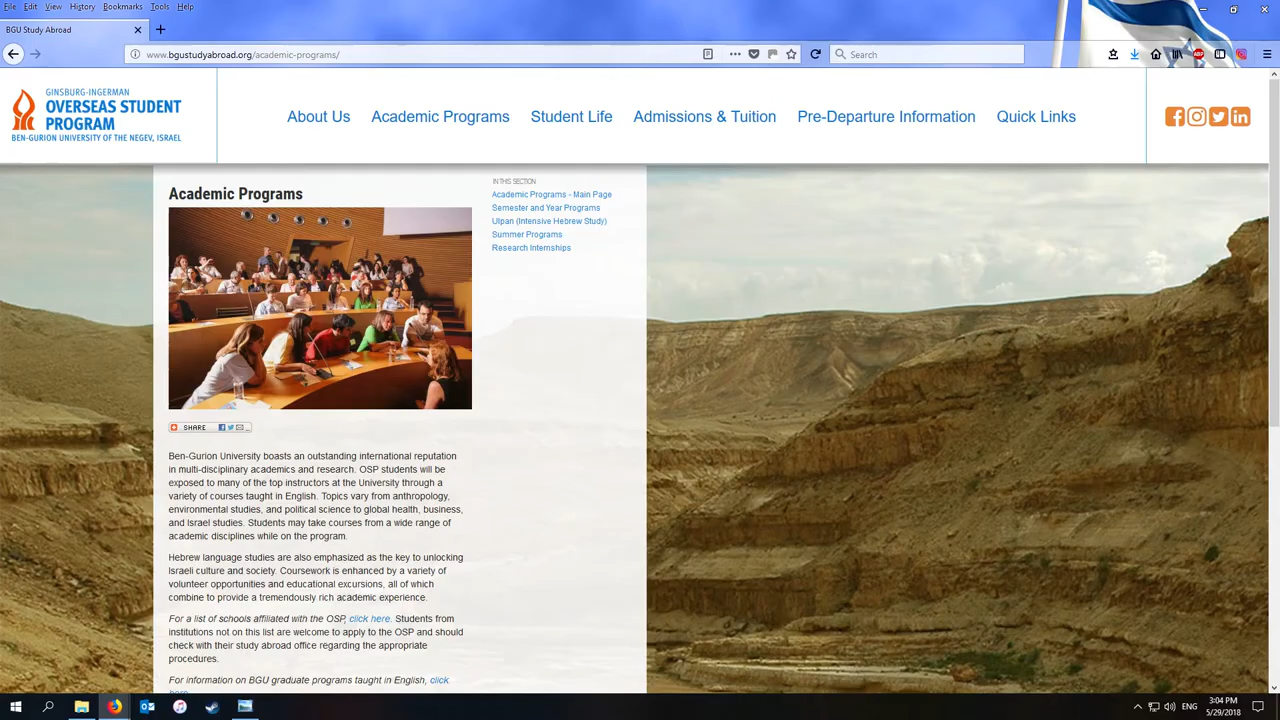 File Edit View History Bookmarks Tools Help
BGU Study Abroad
www.bgustudyabroad.org/academic-programs/
Search
GINSBURG-INGERMAN
OVERSEAS STUDENT
PROGRAM
BEN-GURION UNIVERSITY OF THE NEGEV, ISRAEL
About Us Academic Programs Student Life Admissions & Tuition Pre-Departure Information Quick Links
Academic Programs
IN THIS SECTION
Academic Programs - Main Page
Semester and Year Programs
Ulpan (Intensive Hebrew Study)
Summer Programs
Research Internships
SHARE
Ben-Gurion University boasts an outstanding international reputation
in multi-disciplinary academics and research. OSP students will be
exposed to many of the top instructors at the University through a
variety of courses taught in English. Topics vary from anthropology,
environmental studies, and political science to global health, business,
and Israel studies. Students may take courses from a wide range of
academic disciplines while on the program.
Hebrew language studies are also emphasized as the key to unlocking
Israeli culture and society. Coursework is enhanced by a variety of
volunteer opportunities and educational excursions, all of which
combine to provide a tremendously rich academic experience.
For a list of schools affiliated with the OSP, click here. Students from
institutions not on this list are welcome to apply to the OSP and should
check with their study abroad office regarding the appropriate
procedures.
For information on BGU graduate programs taught in English, click
here.
ENG
3:04 PM
5/29/2018